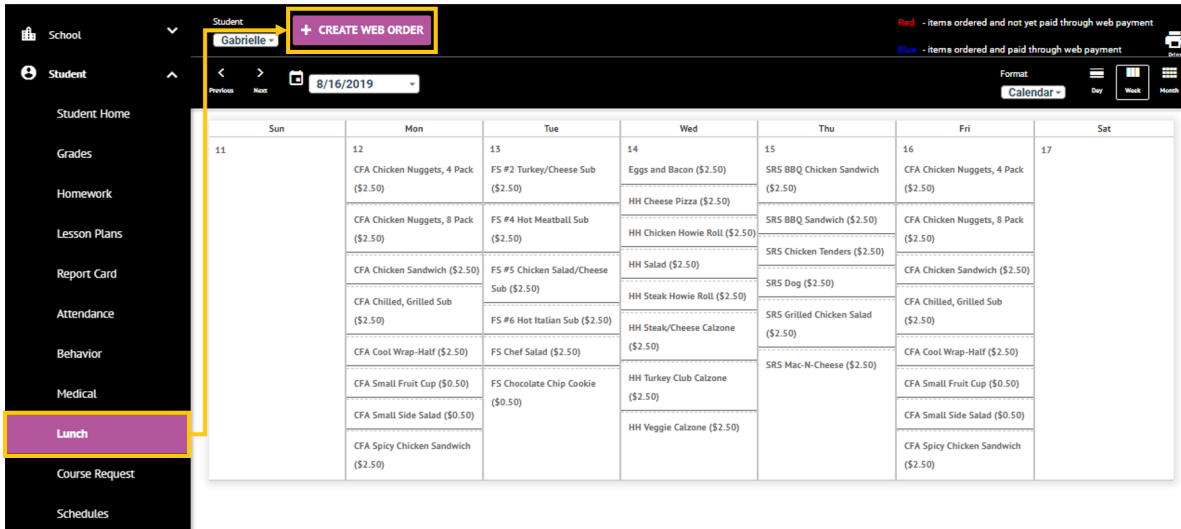 School
Student
Student Home
Grades
Homework
Lesson Plans
Report Card
Attendance
Behavior
Medical
Lunch
Course Request
Schedules
Student
Gabrielle
+ CREATE WEB ORDER
Red - items ordered and not yet paid through web payment
Blue - items ordered and paid through web payment
Print
Previous
Next
8/16/2019
Format
Calendar
Day
Week
Month
Sun
Mon
Tue
Wed
Thu
Fri
Sat
11
12
CFA Chicken Nuggets, 4 Pack
($2.50)
CFA Chicken Nuggets, 8 Pack
($2.50)
CFA Chicken Sandwich ($2.50)
CFA Chilled, Grilled Sub
($2.50)
CFA Cool Wrap-Half ($2.50)
CFA Small Fruit Cup ($0.50)
CFA Small Side Salad ($0.50)
CFA Spicy Chicken Sandwich
($2.50)
13
FS #2 Turkey/Cheese Sub
($2.50)
FS #4 Hot Meatball Sub
($2.50)
FS #5 Chicken Salad/Cheese
Sub ($2.50)
FS #6 Hot Italian Sub ($2.50)
FS Chef Salad ($2.50)
FS Chocolate Chip Cookie
($0.50)
14
Eggs and Bacon ($2.50)
HH Cheese Pizza ($2.50)
HH Chicken Howie Roll ($2.50)
HH Salad ($2.50)
HH Steak Howie Roll ($2.50)
HH Steak/Cheese Calzone
($2.50)
HH Turkey Club Calzone
($2.50)
HH Veggie Calzone ($2.50)
15
SRS BBQ Chicken Sandwich
($2.50)
SRS BBQ Sandwich ($2.50)
SRS Chicken Tenders ($2.50)
SRS Dog ($2.50)
SRS Grilled Chicken Salad
($2.50)
SRS Mac-N-Cheese ($2.50)
16
CFA Chicken Nuggets, 4 Pack
($2.50)
CFA Chicken Nuggets, 8 Pack
($2.50)
CFA Chicken Sandwich ($2.50)
CFA Chilled, Grilled Sub
($2.50)
CFA Cool Wrap-Half ($2.50)
CFA Small Fruit Cup ($0.50)
CFA Small Side Salad ($0.50)
CFA Spicy Chicken Sandwich
($2.50)
17